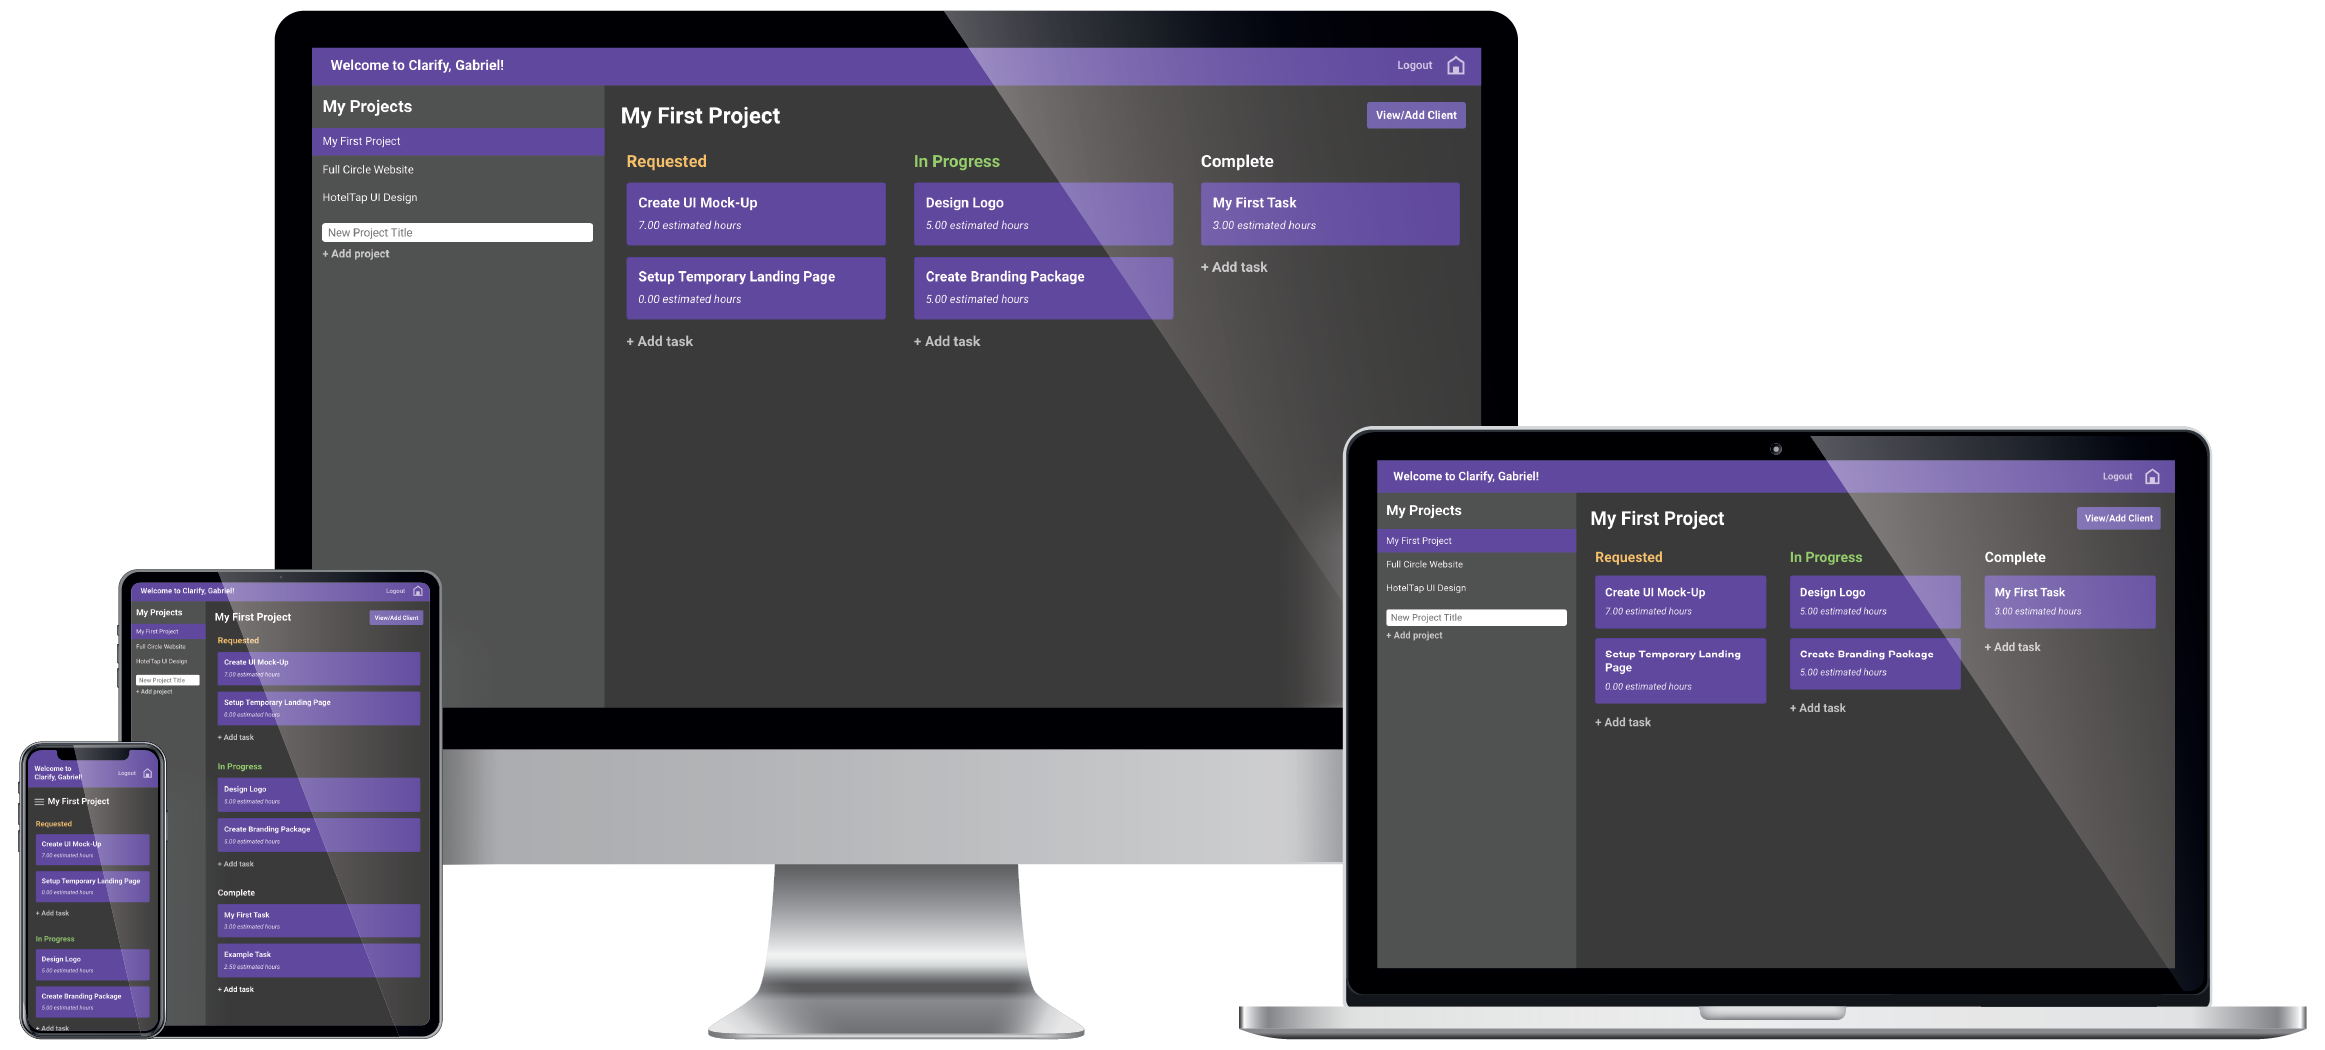 Welcome to Clarify, Gabriel!
Logout
My Projects
My First Project
Full Circle Website
HotelTap UI Design
New Project Title
+ Add project
My First Project
View/Add Client
Requested
Create UI Mock-Up
7.00 estimated hours
Setup Temporary Landing Page
0.00 estimated hours
+ Add task
In Progress
Design Logo
5.00 estimated hours
Create Branding Package
5.00 estimated hours
+ Add task
Complete
My First Task
3.00 estimated hours
+ Add task
Welcome to Clarify, Gabriel!
Logout
My Projects
My First Project
Full Circle Website
HotelTap UI Design
New Project Title
+ Add project
My First Project
View/Add Client
Requested
Create UI Mock-Up
7.00 estimated hours
Setup Temporary Landing
Page
0.00 estimated hours
+ Add task
In Progress
Design Logo
5.00 estimated hours
Create Branding Package
5.00 estimated hours
+ Add task
Complete
My First Task
3.00 estimated hours
+ Add task
Welcome to Clarify, Gabriel!
Logout
My Projects
My First Project
Full Circle Website
HotelTap UI Design
New Project Title
+ Add project
My First Project
View/Add Client
Requested
Create UI Mock-Up
7.00 estimated hours
Setup Temporary Landing Page
0.00 estimated hours
+ Add task
In Progress
Design Logo
5.00 estimated hours
Create Branding Package
5.00 estimated hours
+ Add task
Complete
My First Task
3.00 estimated hours
Example Task
2.50 estimated hours
+ Add task
Welcome to
Clarify, Gabriel!
Logout
My First Project
Requested
Create UI Mock-Up
7.00 estimated hours
Setup Temporary Landing Page
0.00 estimated hours
+ Add task
In Progress
Design Logo
5.00 estimated hours
Create Branding Package
5.00 estimated hours
+ Add task